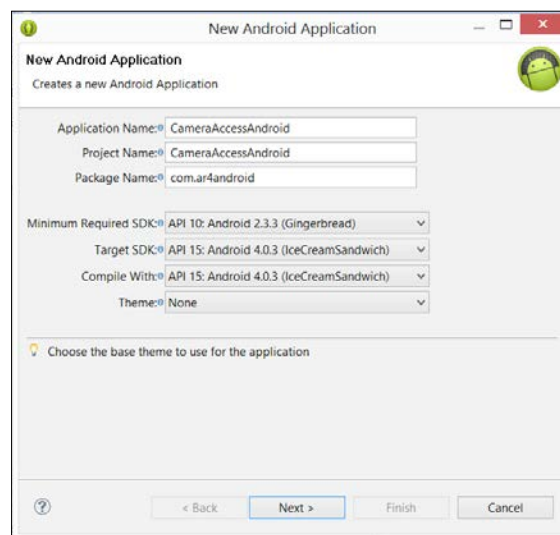 New Android Application
New Android Application
Creates a new Android Application
Application Name: CameraAccessAndroid
Project Name: CameraAccessAndroid
Package Name: com.ar4android
Minimum Required SDK: API 10: Android 2.3.3 (Gingerbread)
Target SDK: API 15: Android 4.0.3 (IceCreamSandwich)
Compile With: API 15: Android 4.0.3 (IceCreamSandwich)
Theme: None
Choose the base theme to use for the application
< Back Next > Finish Cancel